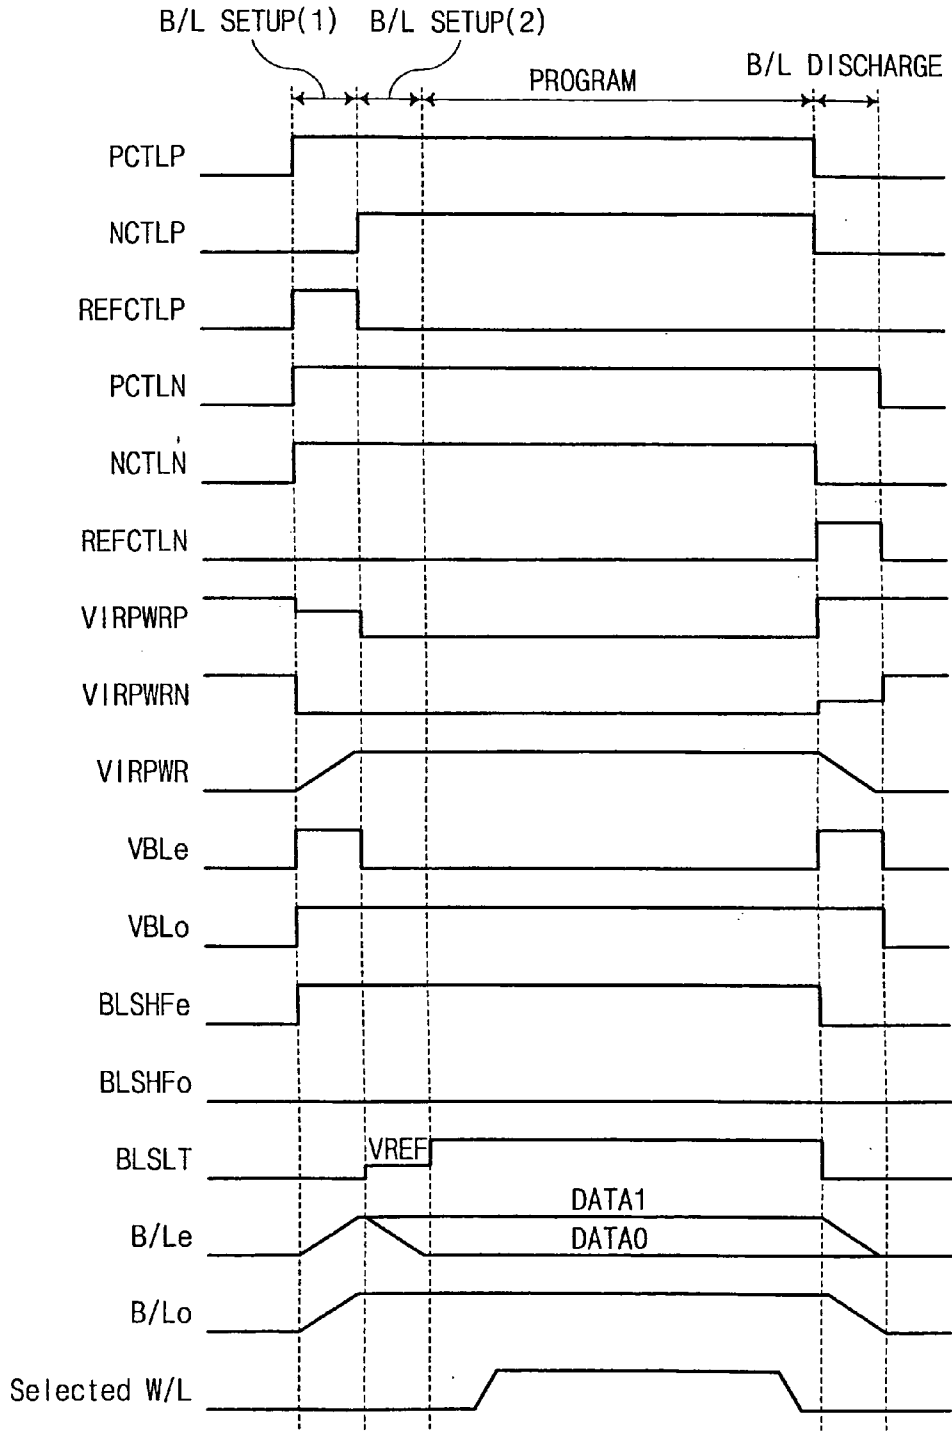 B/L SETUP(1) B/L SETUP(2)
B/L DISCHARGE
PROGRAM
PCTLP
NCTLP
REFCTLP
PCTLN
NCTLN
REFCTLN
VIRPWRP
VIRPWRN
VIRPWR
VBLe
VBLo
BLSHFe
BLSHFo
BLSLT VREF
DATA1
B/Le DATA0
B/Lo
Selected W/L